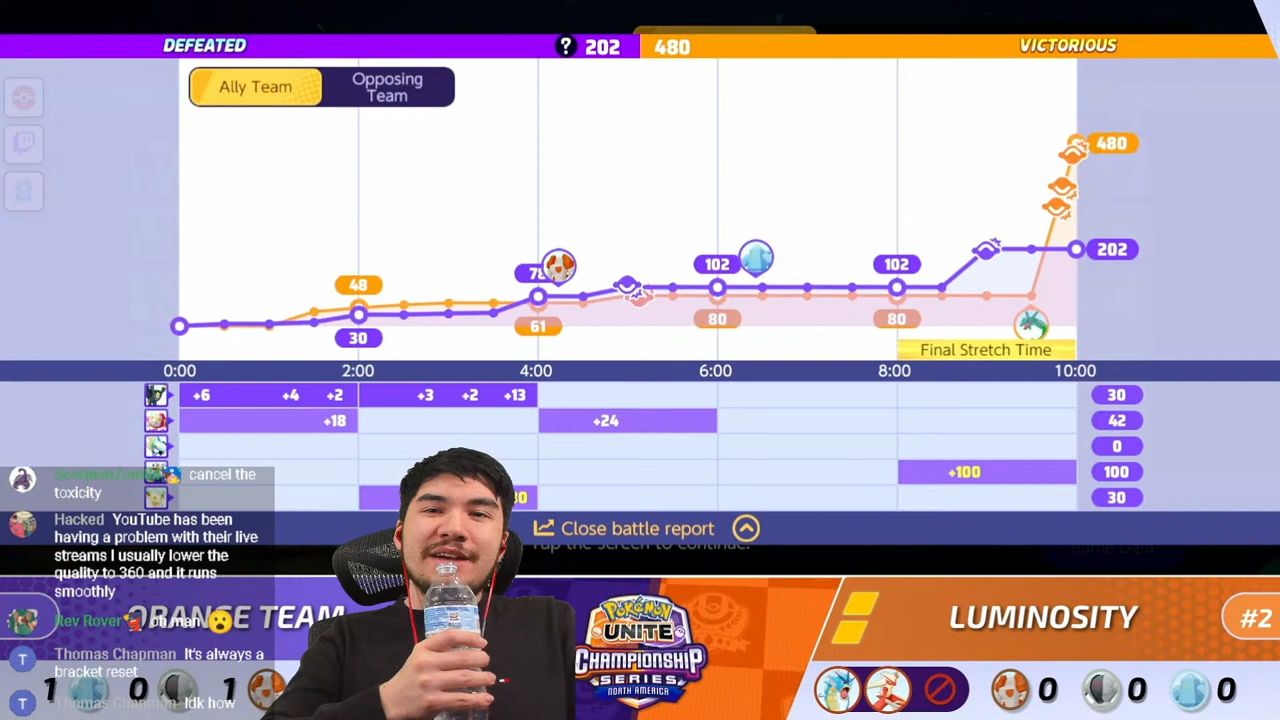 DEFEATED ? 202 480 VICTORIOUS
Ally Team
Opposing
Team
480
202
102
102
48
30
61
80
80
Final Stretch Time
0:00 2:00 4:00 6:00 8:00 10:00
+6 +4 +2 +3 +2 +13 30
+18 +24 42
0
+100 100
30
Close battle report
cancel the
toxicity
Hacked YouTube has been
having a problem with their live
streams I usually lower the
quality to 360 and it runs
smoothly
Rev Rover oh man
Thomas Chapman It's always a
bracket reset
Thomas Chapman Idk how
T
T
ORANGE TEAM
1 0 1
POKÉMON
UNITE
CHAMPIONSHIP
SERIES
NORTH AMERICA
LUMINOSITY
#2
0 0 0